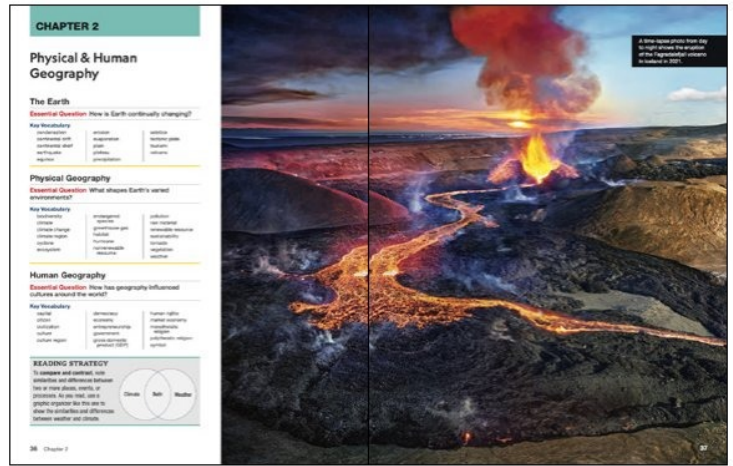 CHAPTER 2
Physical & Human
Geography
The Earth
Essential Question How is Earth continually changing?
Key Vocabulary
condensation
continental drift
continental shelf
earthquake
equinox
erosion
evaporation
plain
plateau
precipitation
solstice
tectonic plate
tsunami
volcano
Physical Geography
Essential Question What shapes Earth's varied
environments?
Key Vocabulary
biodiversity
climate
climate change
climate region
cyclone
ecosystem
endangered
species
greenhouse gas
habitat
hurricane
nonrenewable
resource
pollution
raw material
renewable resource
sustainability
tornado
vegetation
weather
Human Geography
Essential Question How has geography influenced
cultures around the world?
Key Vocabulary
capital
citizen
civilization
culture
culture region
democracy
economy
entrepreneurship
government
gross domestic
product (GDP)
human rights
market economy
monotheistic
religion
polytheistic religion
symbol
READING STRATEGY
To compare and contrast, note
similarities and differences between
two or more places, events, or
processes. As you read, use a
graphic organizer like this one to
show the similarities and differences
between weather and climate.
Climate
Both
Weather
36 Chapter 2
A time-lapse photo from day
to night shows the eruption
of the Fagradalsfjall volcano
in Iceland in 2021.
37